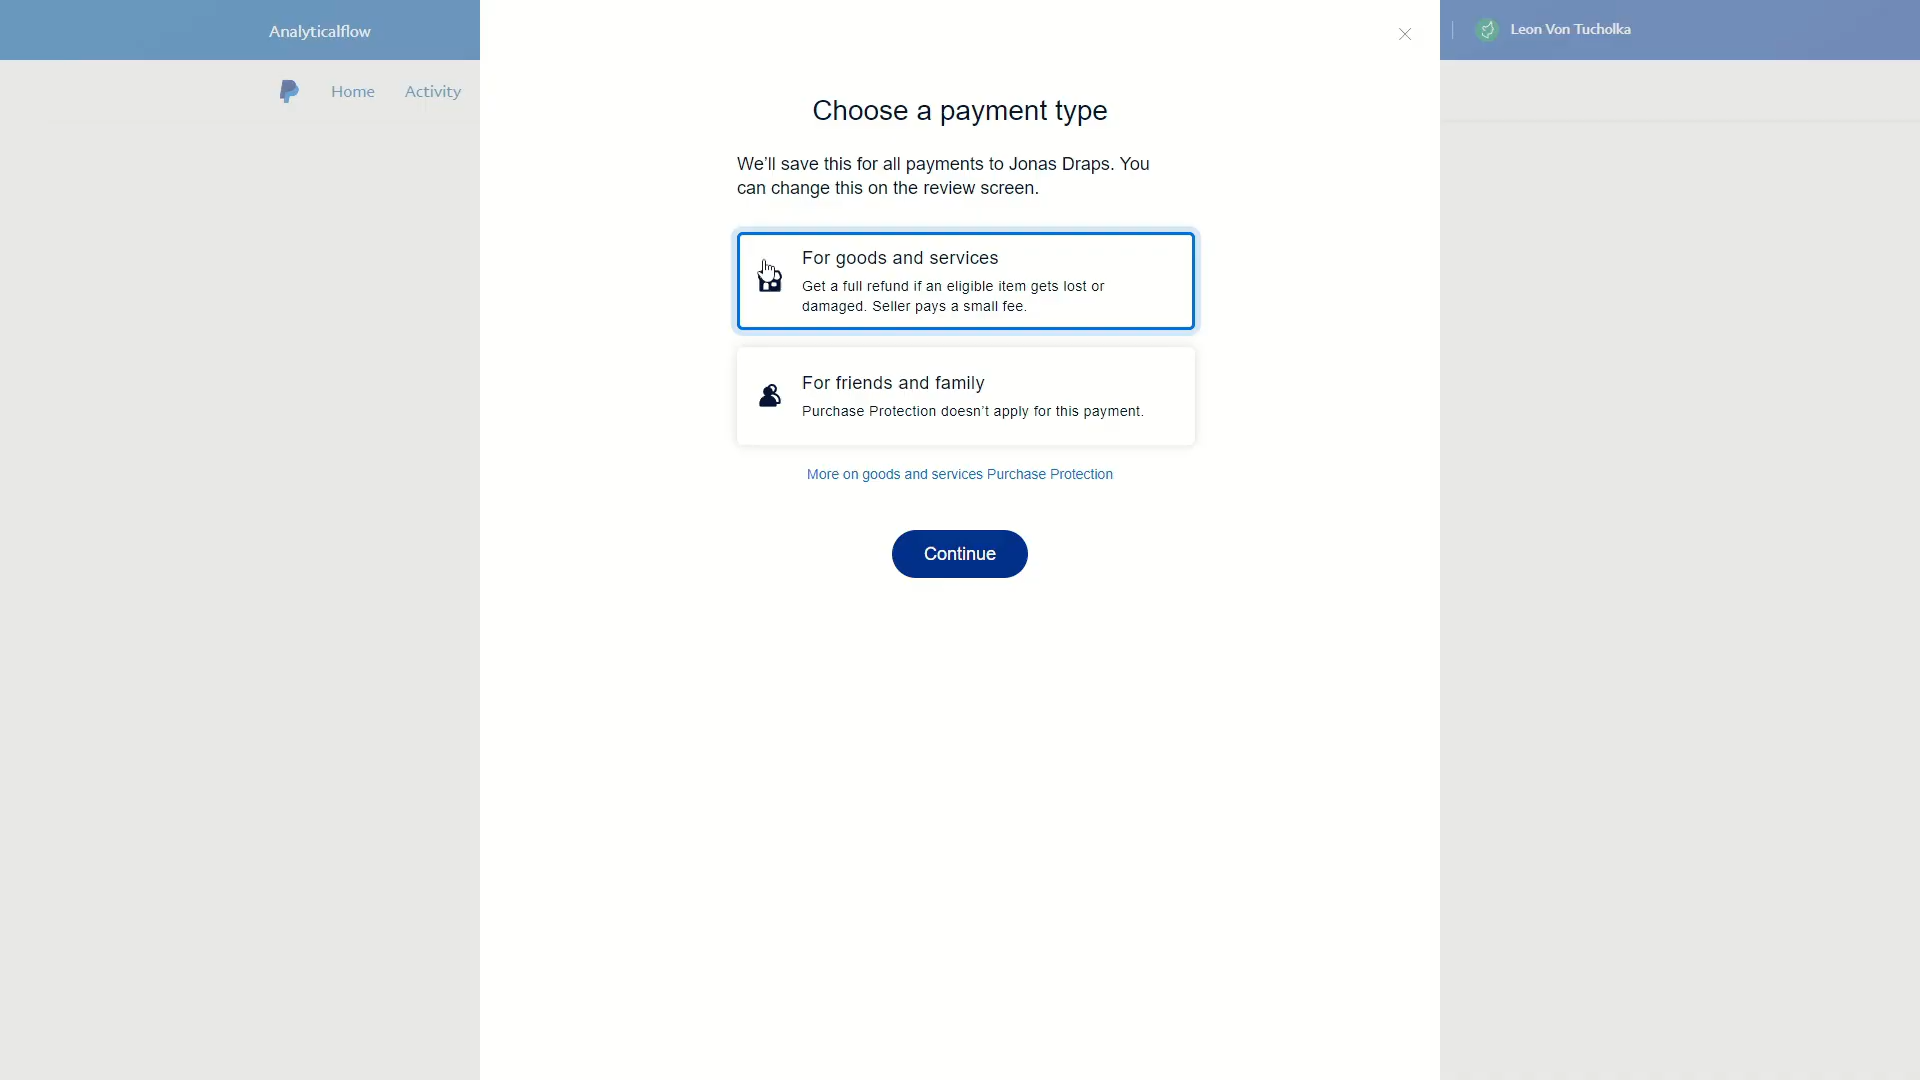 Analyticalflow
Leon Von Tucholka
Home
Activity
Choose a payment type
We'll save this for all payments to Jonas Draps. You
can change this on the review screen.
For goods and services
Get a full refund if an eligible item gets lost or
damaged. Seller pays a small fee.
For friends and family
Purchase Protection doesn't apply for this payment.
More on goods and services Purchase Protection
Continue